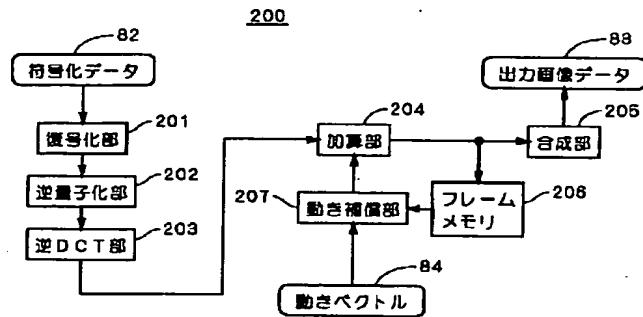 200
82
符号化データ
復号化部
201
逆量子化部
202
逆DCT部
203
204
加算部
88
出力画像データ
205
合成部
207
動き補償部
フレーム
メモリ
206
84
動きベクトル